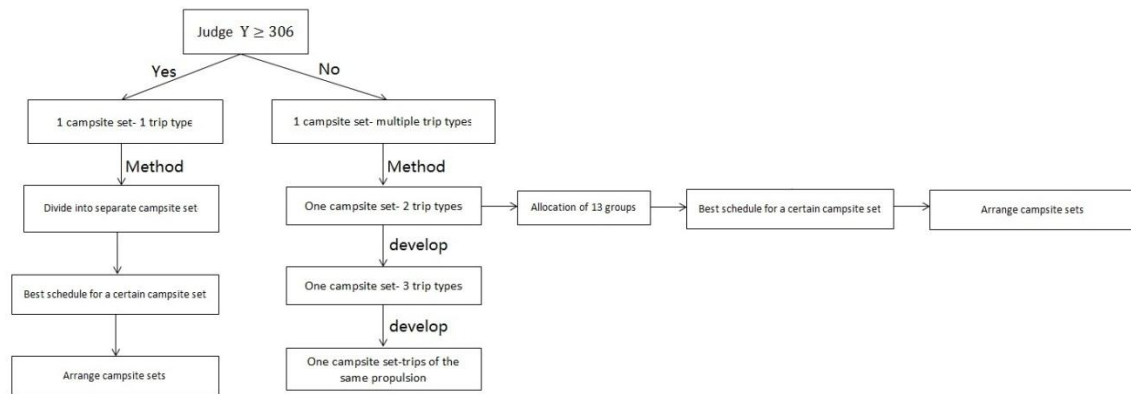 Judge Y ≥ 306
Yes
No
1 campsite set- 1 trip type
1 campsite set- multiple trip types
Method
Method
Divide into separate campsite set
One campsite set- 2 trip types
Allocation of 13 groups
Best schedule for a certain campsite set
Arrange campsite sets
develop
Best schedule for a certain campsite set
One campsite set- 3 trip types
develop
Arrange campsite sets
One campsite set-trips of the
same propulsion